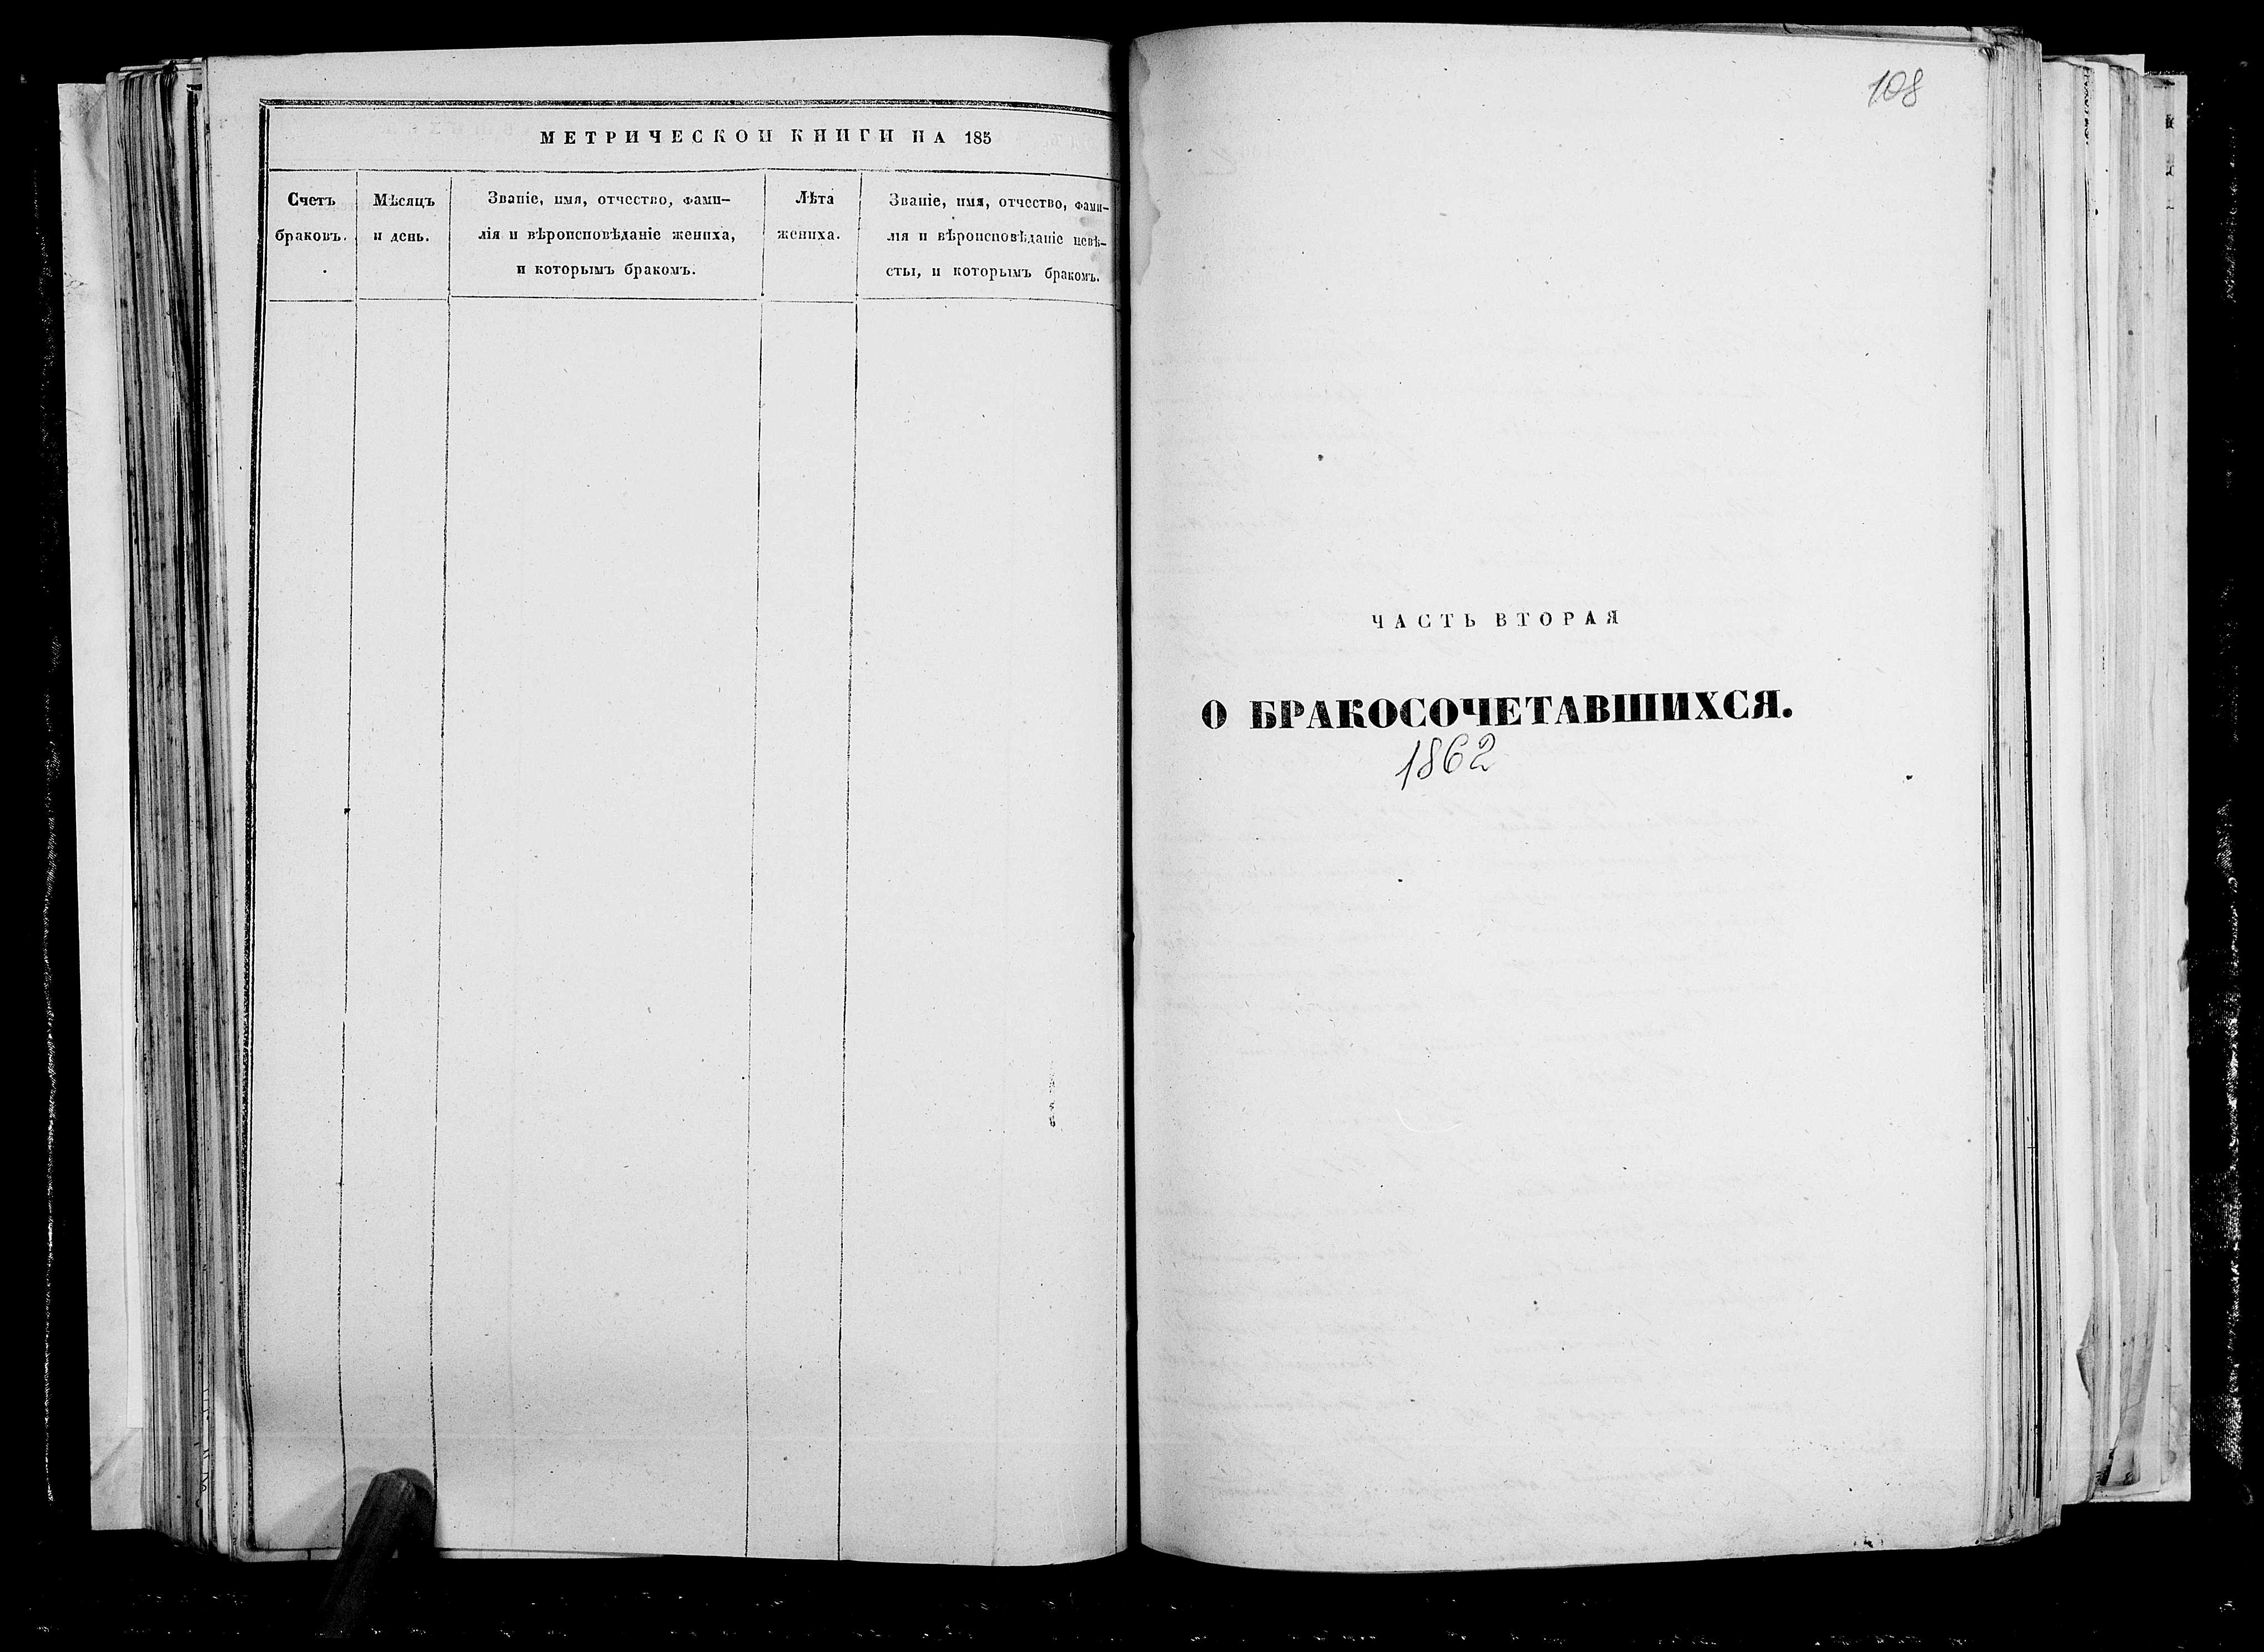 МЕТРИЧЕСКОЙ КНИГИ НА 185
Счетъ
браковъ.
Мѣсяцъ
и день.
Званіе, имя, отчество, фами-
лія и вѣроисповѣданіе жениха,
и которымъ бракомъ.
Лѣта
жениха.
Званіе, имя, отчество, фами-
лія и вѣроисповѣданіе невѣ-
сты, и которымъ бракомъ.
108
ЧАСТЬ ВТОРАЯ
О БРАКОСОЧЕТАВШИХСЯ.
1862